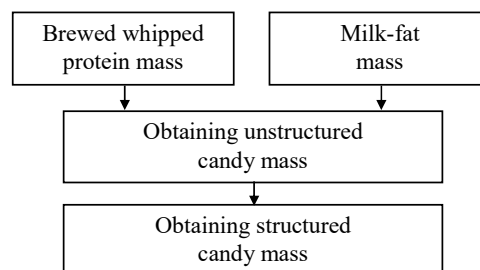 Brewed whipped
protein mass
Milk-fat
mass
Obtaining unstructured
candy mass
Obtaining structured
candy mass